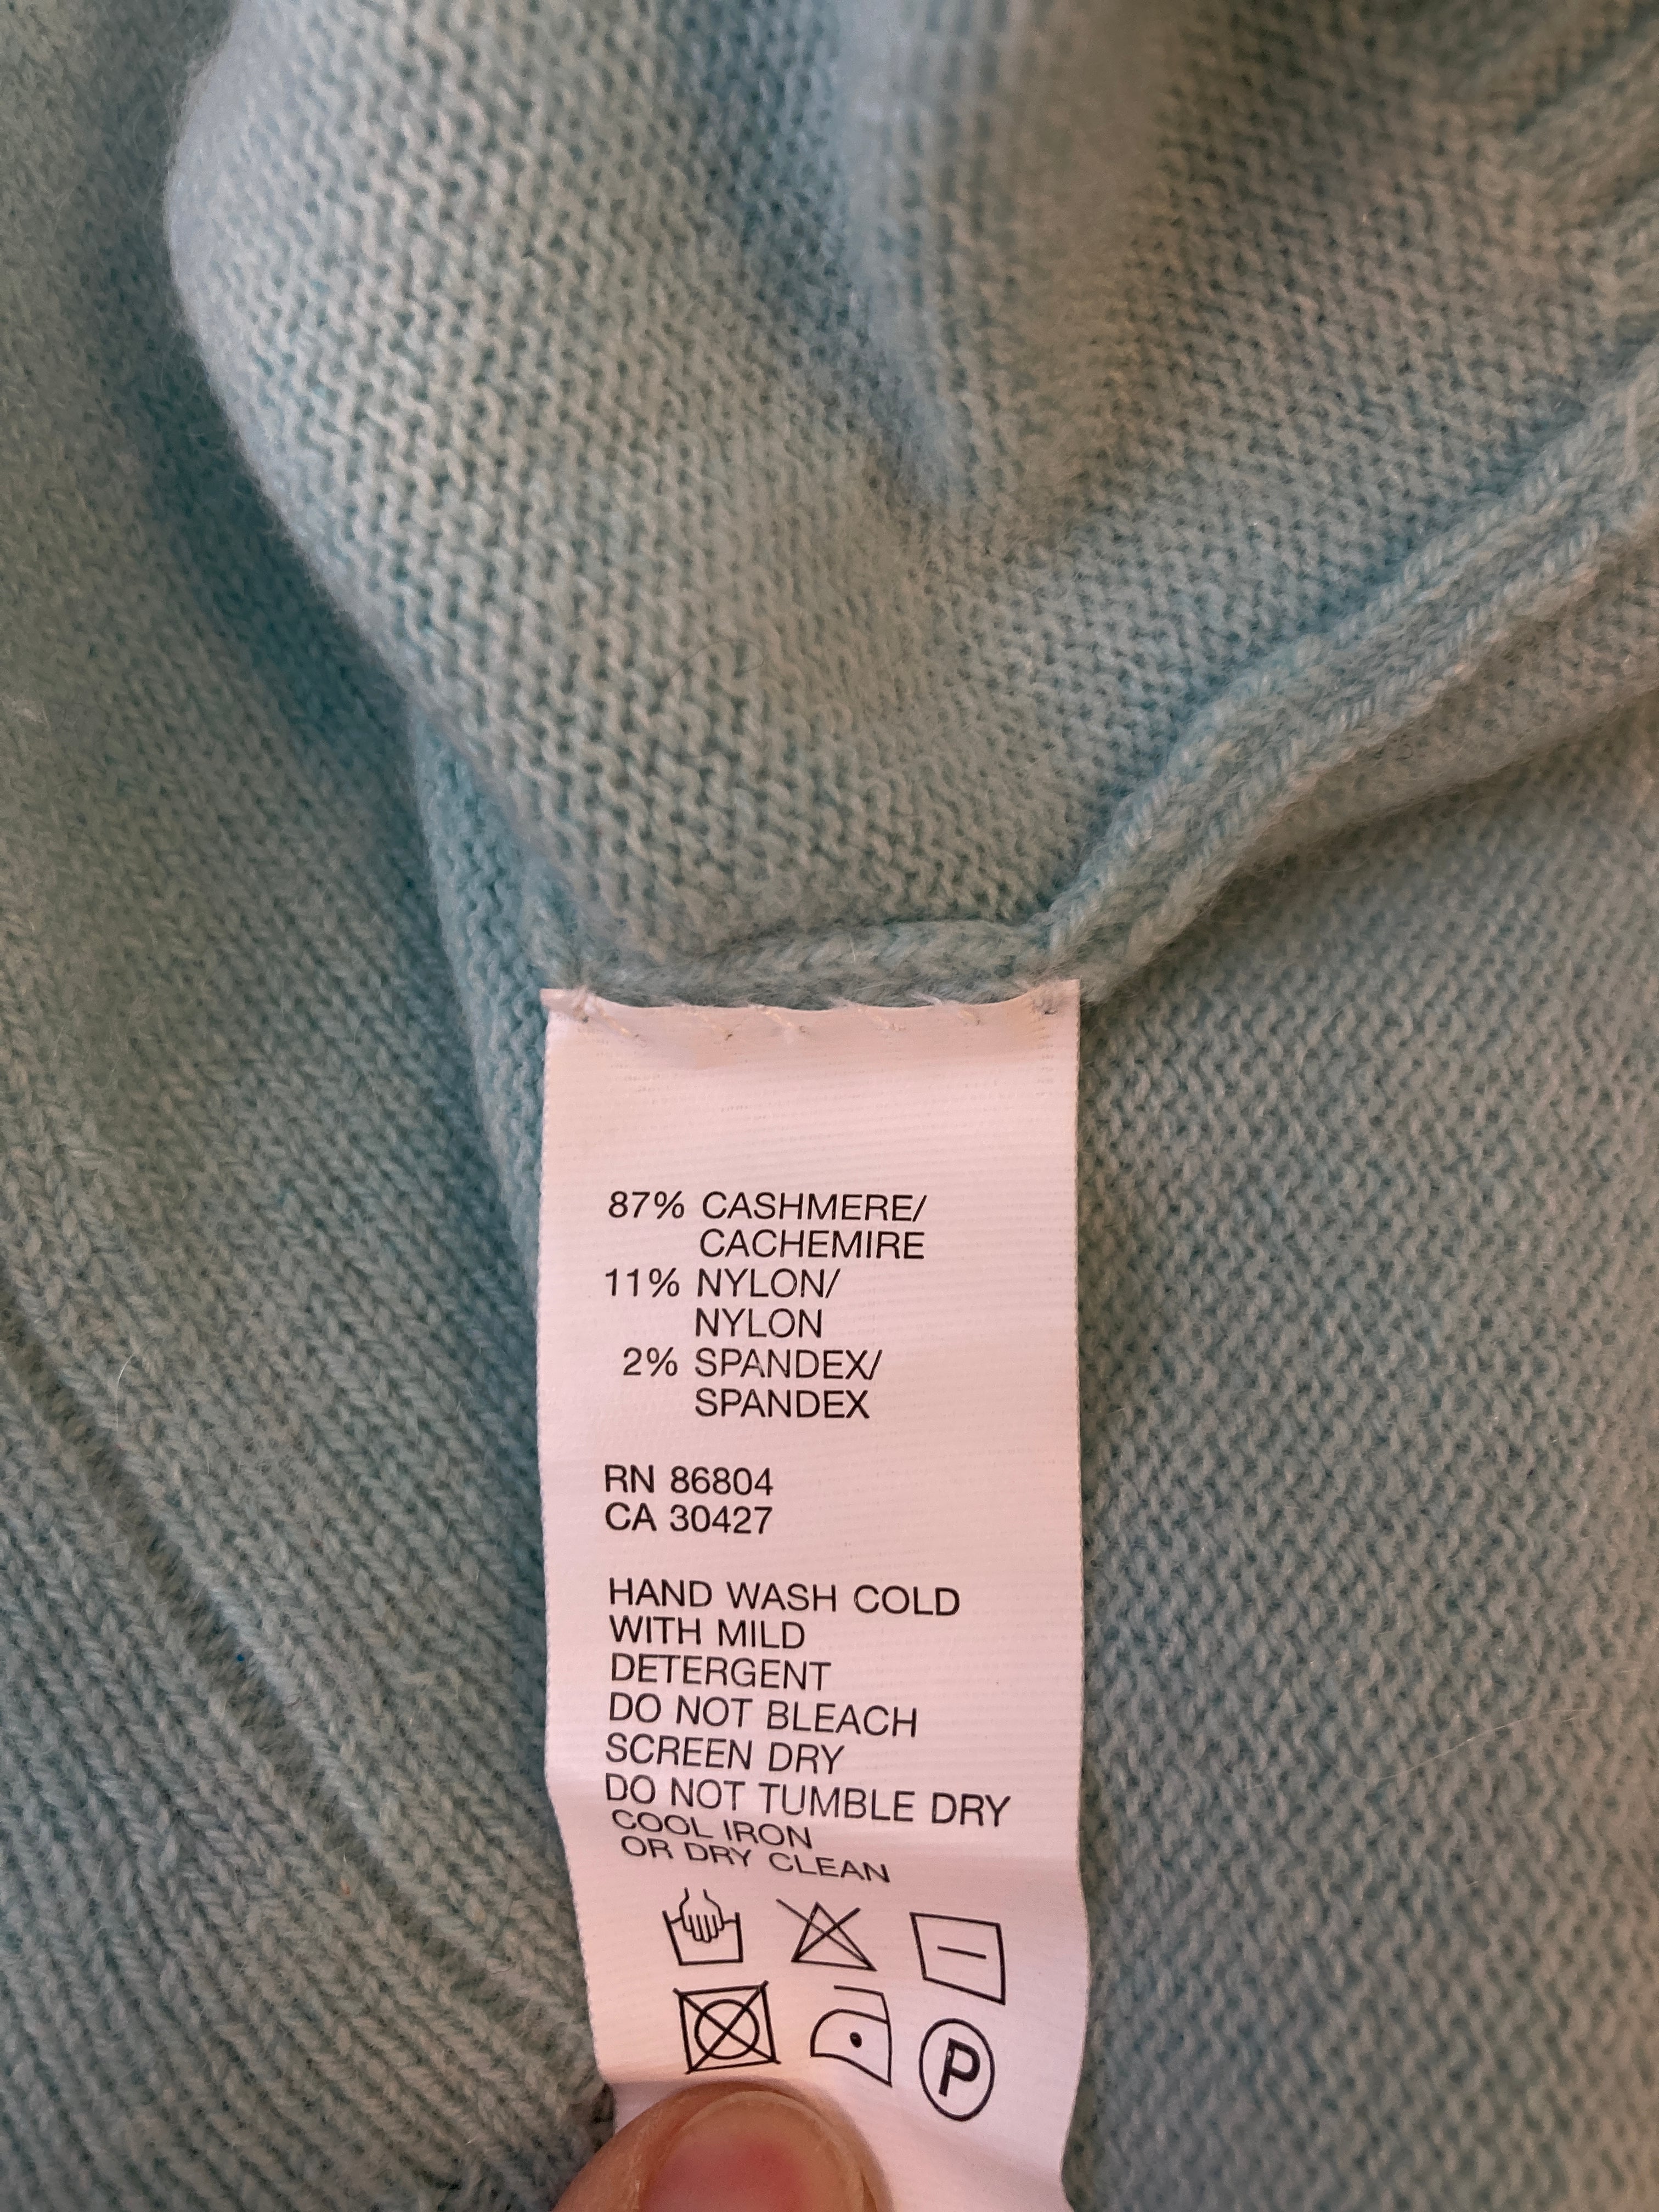 87% CASHMERE/
CACHEMIRE
11% NYLON/
NYLON
2% SPANDEX/
SPANDEX
RN 86804
CA 30427
HAND WASH COLD
WITH MILD
DETERGENT
DO NOT BLEACH
SCREEN DRY
DO NOT TUMBLE DRY
COOL IRON
OR DRY CLEAN
P